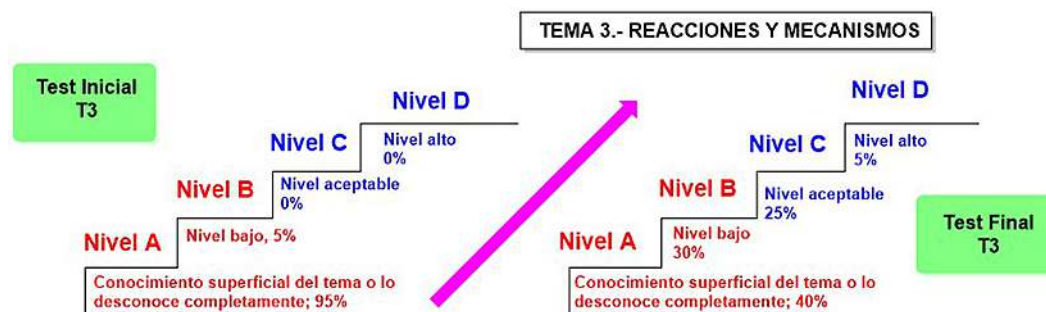 TEMA 3.- REACCIONES Y MECANISMOS
Test Inicial
T3
Nivel D
Nivel alto
0%
Nivel C
Nivel aceptable
0%
Nivel B
Nivel bajo, 5%
Nivel A
Conocimiento superficial del tema o lo
desconoce completamente; 95%
Nivel D
Nivel alto
5%
Nivel C
Nivel aceptable
25%
Nivel B
Nivel bajo
30%
Nivel A
Conocimiento superficial del tema o lo
desconoce completamente; 40%
Test Final
T3